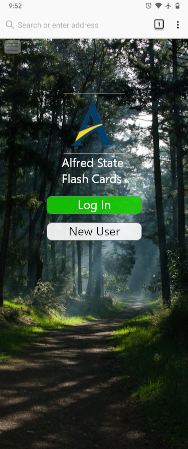 9:52
Search or enter address
1
Alfred State
Flash Cards
Log In
New User